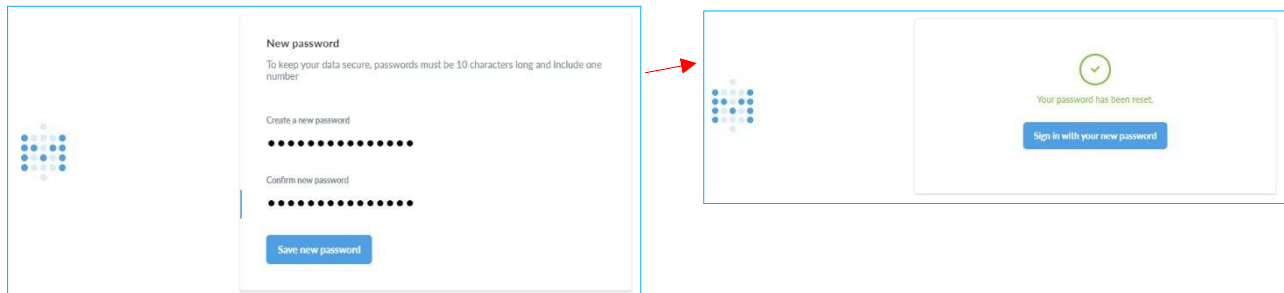 New password
To keep your data secure, passwords must be 10 characters long and include one
number
Create a new password
●●●●●●●●●●●●●●●
Confirm new password
●●●●●●●●●●●●●●●
Save new password
Your password has been reset.
Sign in with your new password